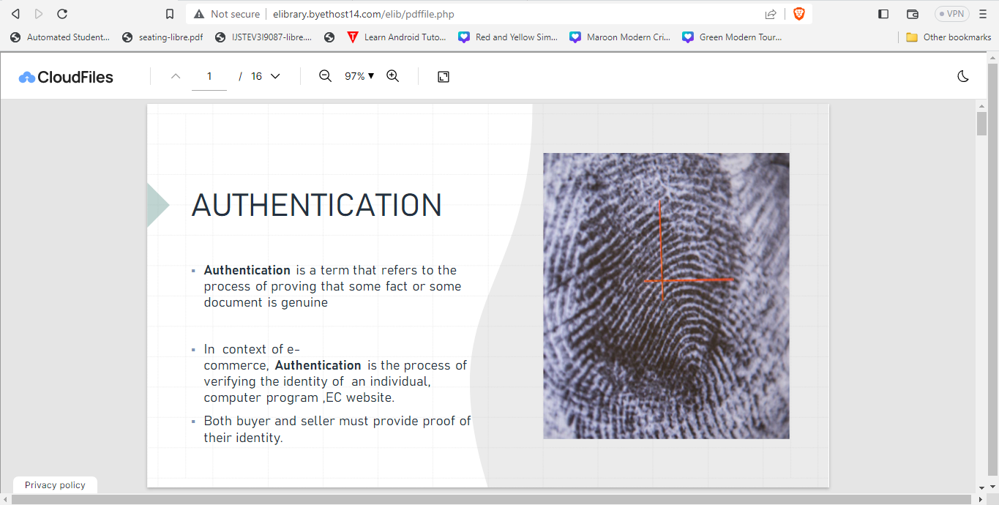 Not secure
elibrary.byethost14.com/elib/pdffile.php
VPN
Automated Student...
seating-libre.pdf
IJSTEV3I9087-libre....
Learn Android Tuto...
Red and Yellow Sim...
Maroon Modern Cri...
Green Modern Tour...
Other bookmarks
CloudFiles
1 / 16
97%
AUTHENTICATION
▪ Authentication is a term that refers to the
process of proving that some fact or some
document is genuine
▪ In context of e-
commerce, Authentication is the process of
verifying the identity of an individual,
computer program ,EC website.
▪ Both buyer and seller must provide proof of
their identity.
Privacy policy